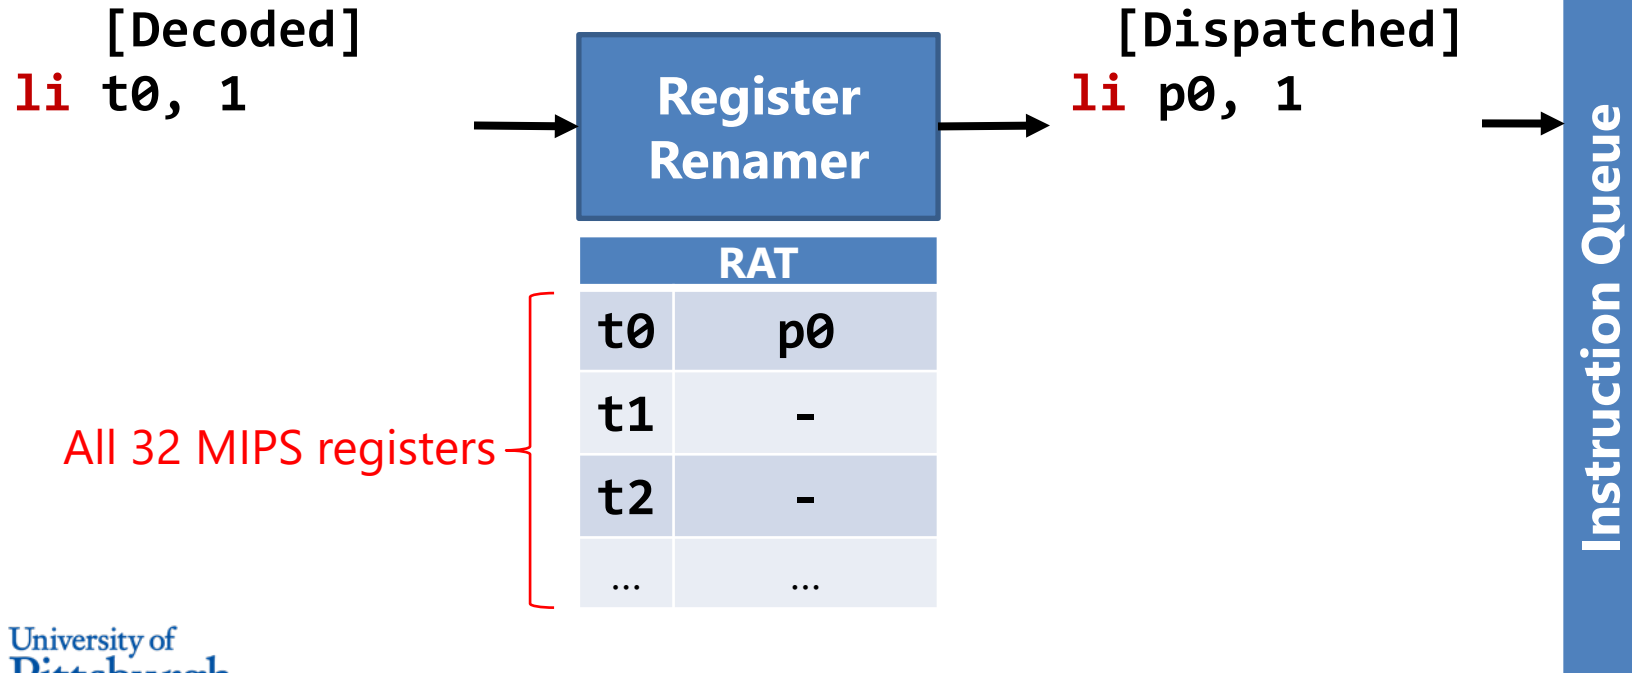 [Decoded]
li t0, 1
Register
Renamer
[Dispatched]
li p0, 1
RAT
t0 p0
t1 -
t2 -
... ...
All 32 MIPS registers
Instruction Queue
University of